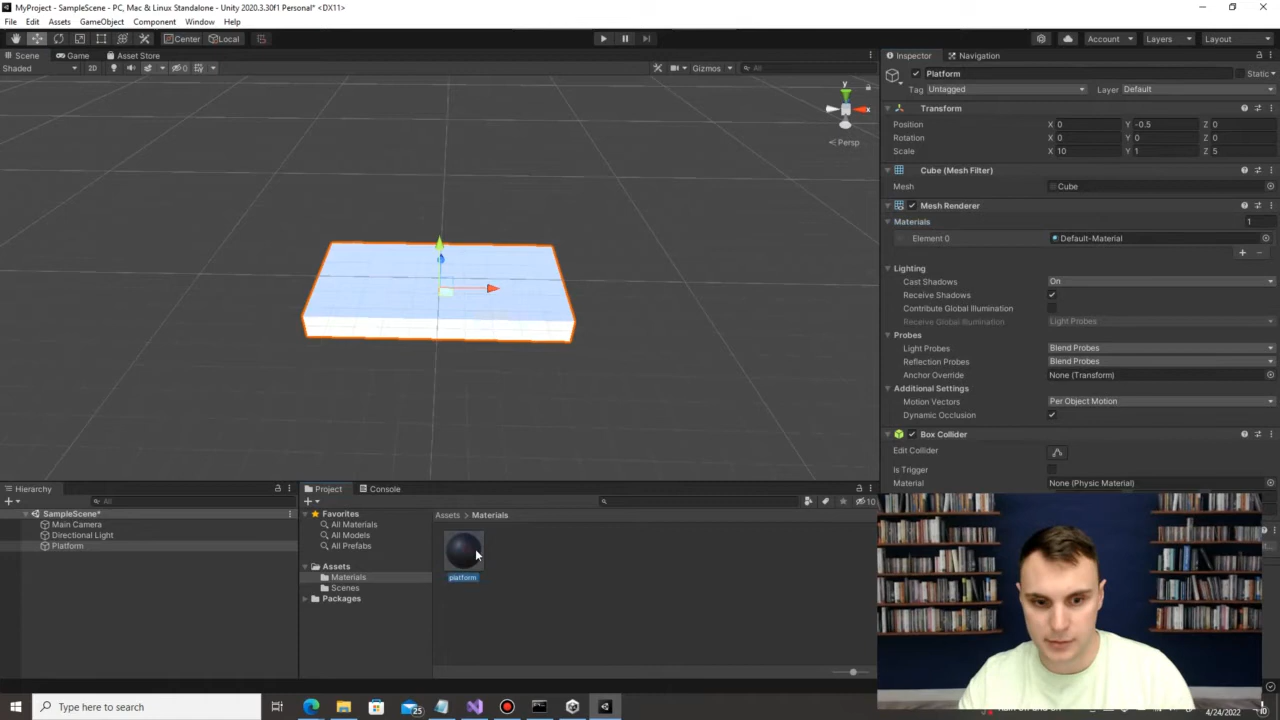 MyProject - SampleScene - PC, Mac & Linux Standalone - Unity 2020.3.30f1 Personal* <DX11>
File Edit Assets GameObject Component Window Help
Center Local Account Layers Layout
Scene Game Asset Store Inspector Navigation
Shaded 2D 0 Gizmos All
Platform Static
Tag Untagged Layer Default
Transform
Position X 0 Y -0.5 Z 0
Rotation X 0 Y 0 Z 0
Scale X 10 Y 1 Z 5
y
x
Persp
Cube (Mesh Filter)
Mesh Cube
Mesh Renderer
Materials 1
Element 0 Default-Material
Lighting
Cast Shadows On
Receive Shadows
Contribute Global Illumination
Receive Global Illumination Light Probes
Probes
Light Probes Blend Probes
Reflection Probes Blend Probes
Anchor Override None (Transform)
Additional Settings
Motion Vectors Per Object Motion
Dynamic Occlusion
Box Collider
Edit Collider
Is Trigger
Material None (Physic Material)
Hierarchy
All
SampleScene*
Main Camera
Directional Light
Platform
Project Console
10
Favorites
All Materials
All Models
All Prefabs
Assets
Materials
Scenes
Packages
Assets > Materials
platform
Type here to search
25
4/24/2022